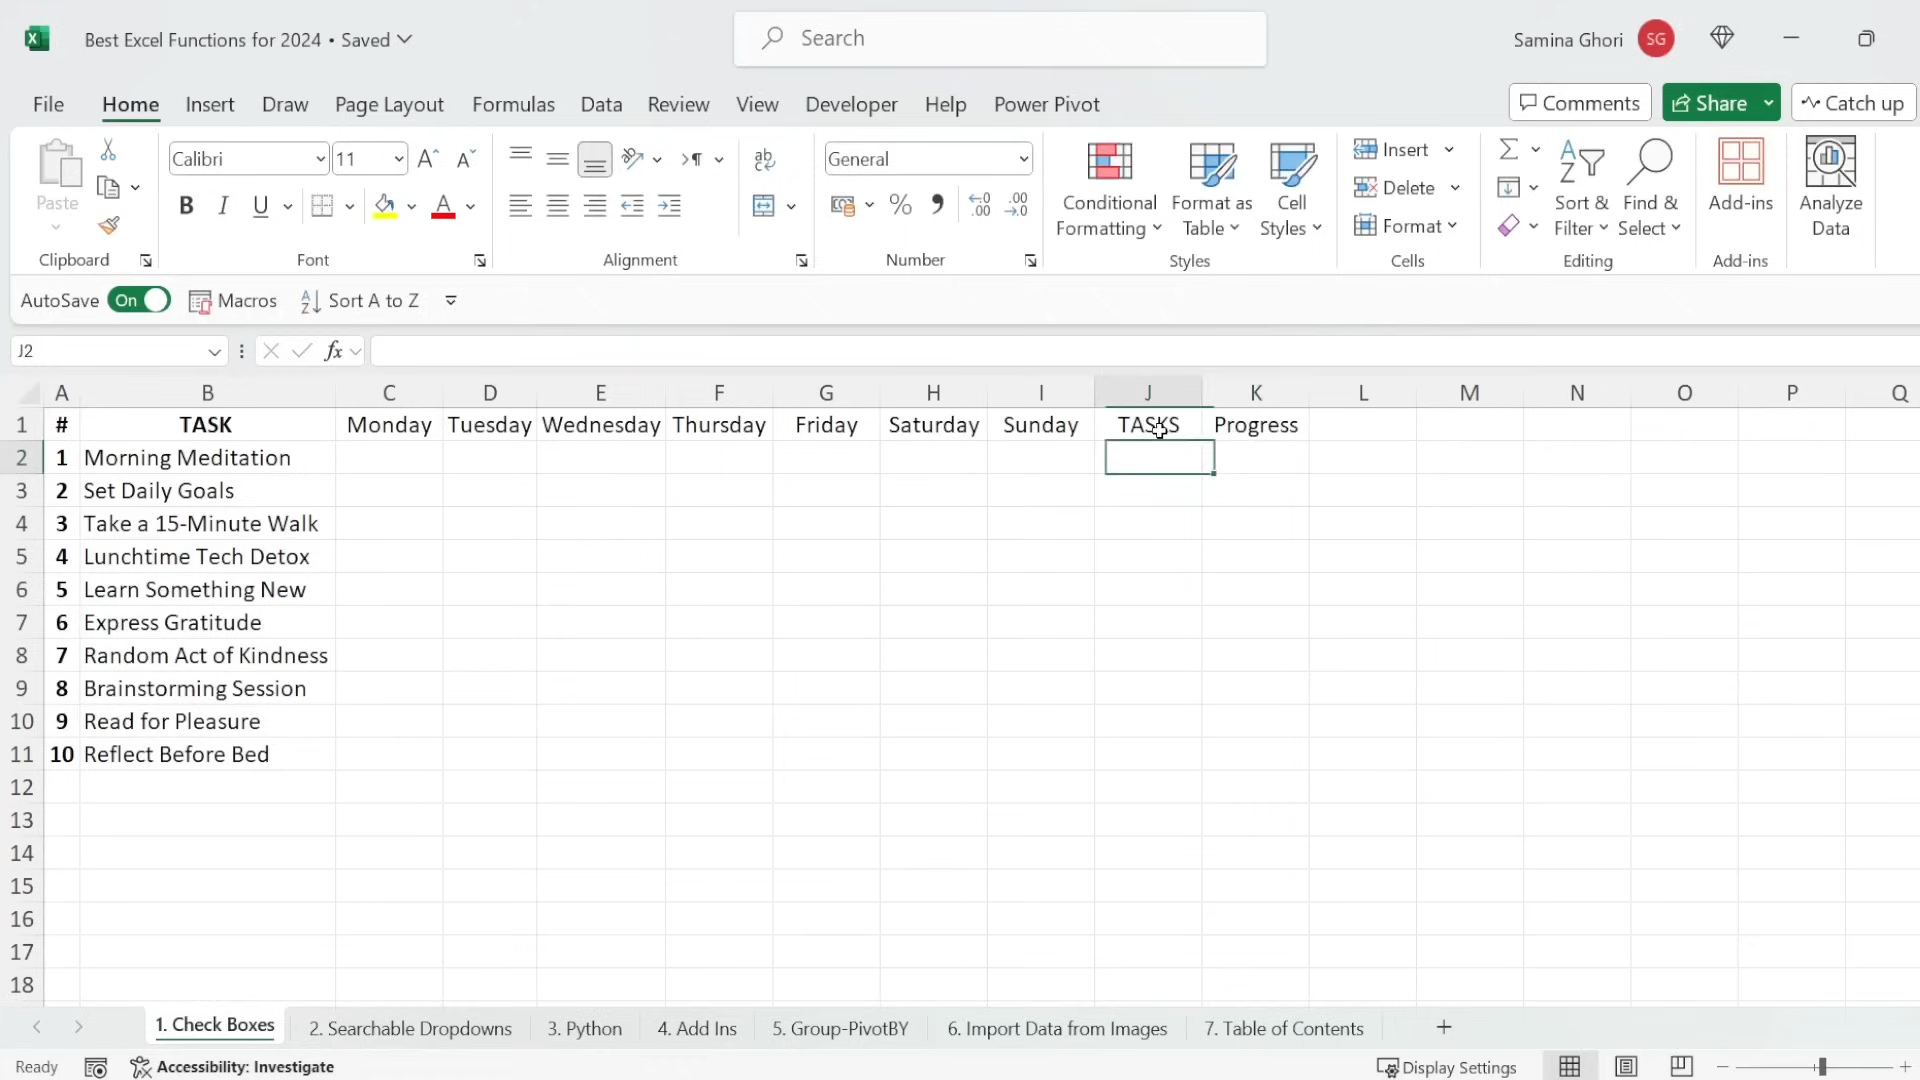 Best Excel Functions for 2024 • Saved
Search
Samina Ghori SG
File Home Insert Draw Page Layout Formulas Data Review View Developer Help Power Pivot
Comments Share Catch up
Paste
Clipboard
Calibri 11
B I U
Font
ab
Alignment
General
Number
Conditional Formatting
Format as Table
Cell Styles
Styles
Insert
Delete
Format
Cells
Sort & Filter
Find & Select
Editing
Add-ins
Add-ins
Analyze Data
AutoSave On Macros Sort A to Z
J2 fx
A B C D E F G H I J K L M N O P Q
1 # TASK Monday Tuesday Wednesday Thursday Friday Saturday Sunday TASKS Progress
2 1 Morning Meditation
3 2 Set Daily Goals
4 3 Take a 15-Minute Walk
5 4 Lunchtime Tech Detox
6 5 Learn Something New
7 6 Express Gratitude
8 7 Random Act of Kindness
9 8 Brainstorming Session
10 9 Read for Pleasure
11 10 Reflect Before Bed
12
13
14
15
16
17
18
1. Check Boxes 2. Searchable Dropdowns 3. Python 4. Add Ins 5. Group-PivotBY 6. Import Data from Images 7. Table of Contents
Ready Accessibility: Investigate Display Settings